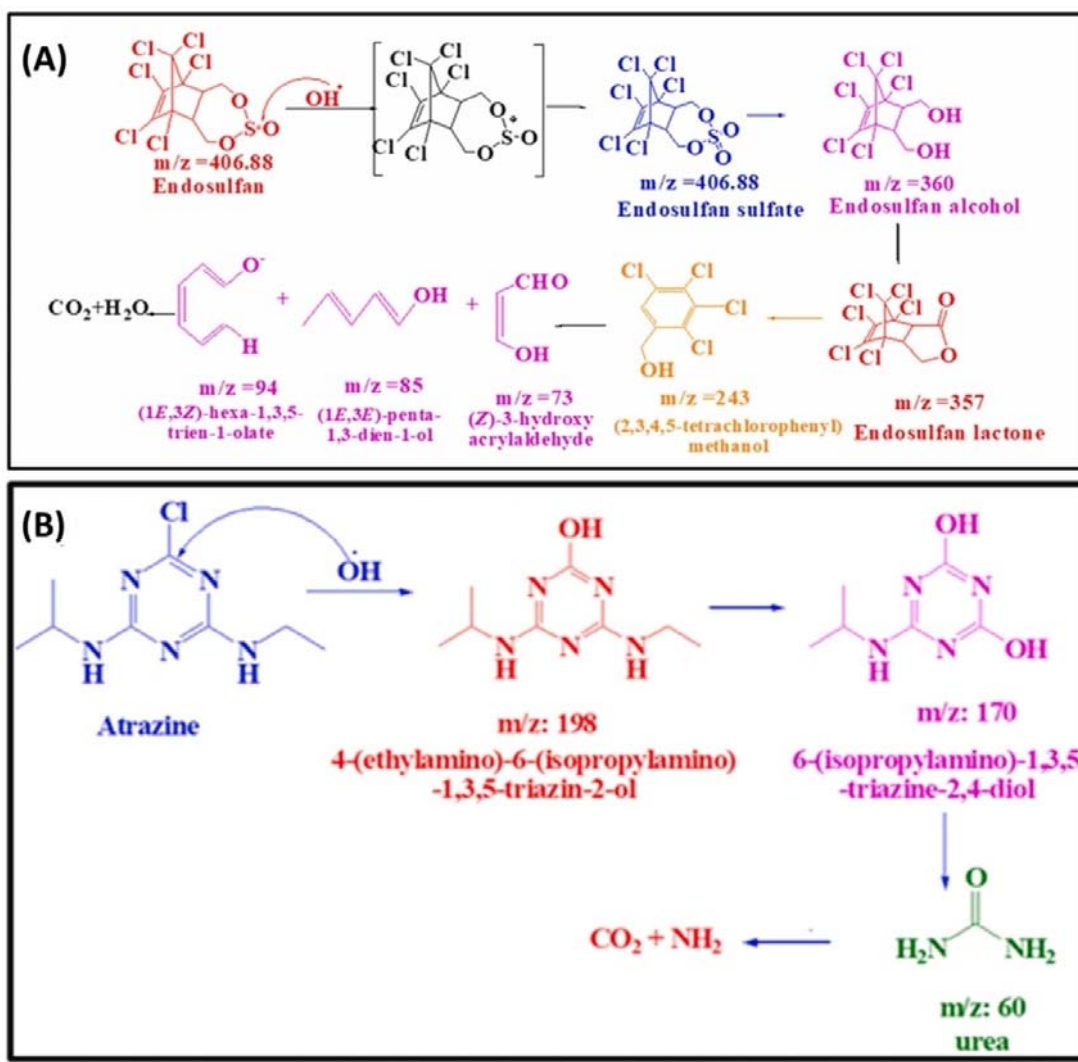 (A)
Cl Cl Cl Cl Cl Cl O O S O
OH
Cl Cl Cl Cl Cl Cl O O S O
Cl Cl Cl Cl Cl Cl O O S O O
Cl Cl Cl Cl Cl Cl OH OH
m/z =406.88
Endosulfan
m/z =406.88
Endosulfan sulfate
m/z =360
Endosulfan alcohol
CO₂+H₂O
O⁻
H
+
OH
+
CHO
OH
Cl Cl Cl Cl OH
Cl Cl Cl Cl Cl Cl O O
m/z =94
(1E,3Z)-hexa-1,3,5-
trien-1-olate
m/z =85
(1E,3E)-penta-
1,3-dien-1-ol
m/z =73
(Z)-3-hydroxy
acrylaldehyde
m/z =243
(2,3,4,5-tetrachlorophenyl)
methanol
m/z =357
Endosulfan lactone
(B)
Cl
N N
N
N
H
N
H
Atrazine
OH
OH
N N
N
N
H
N
H
m/z: 198
4-(ethylamino)-6-(isopropylamino)
-1,3,5-triazin-2-ol
OH
N N
N
N
H
OH
m/z: 170
6-(isopropylamino)-1,3,5
-triazine-2,4-diol
O
H₂N NH₂
m/z: 60
urea
CO₂ + NH₂